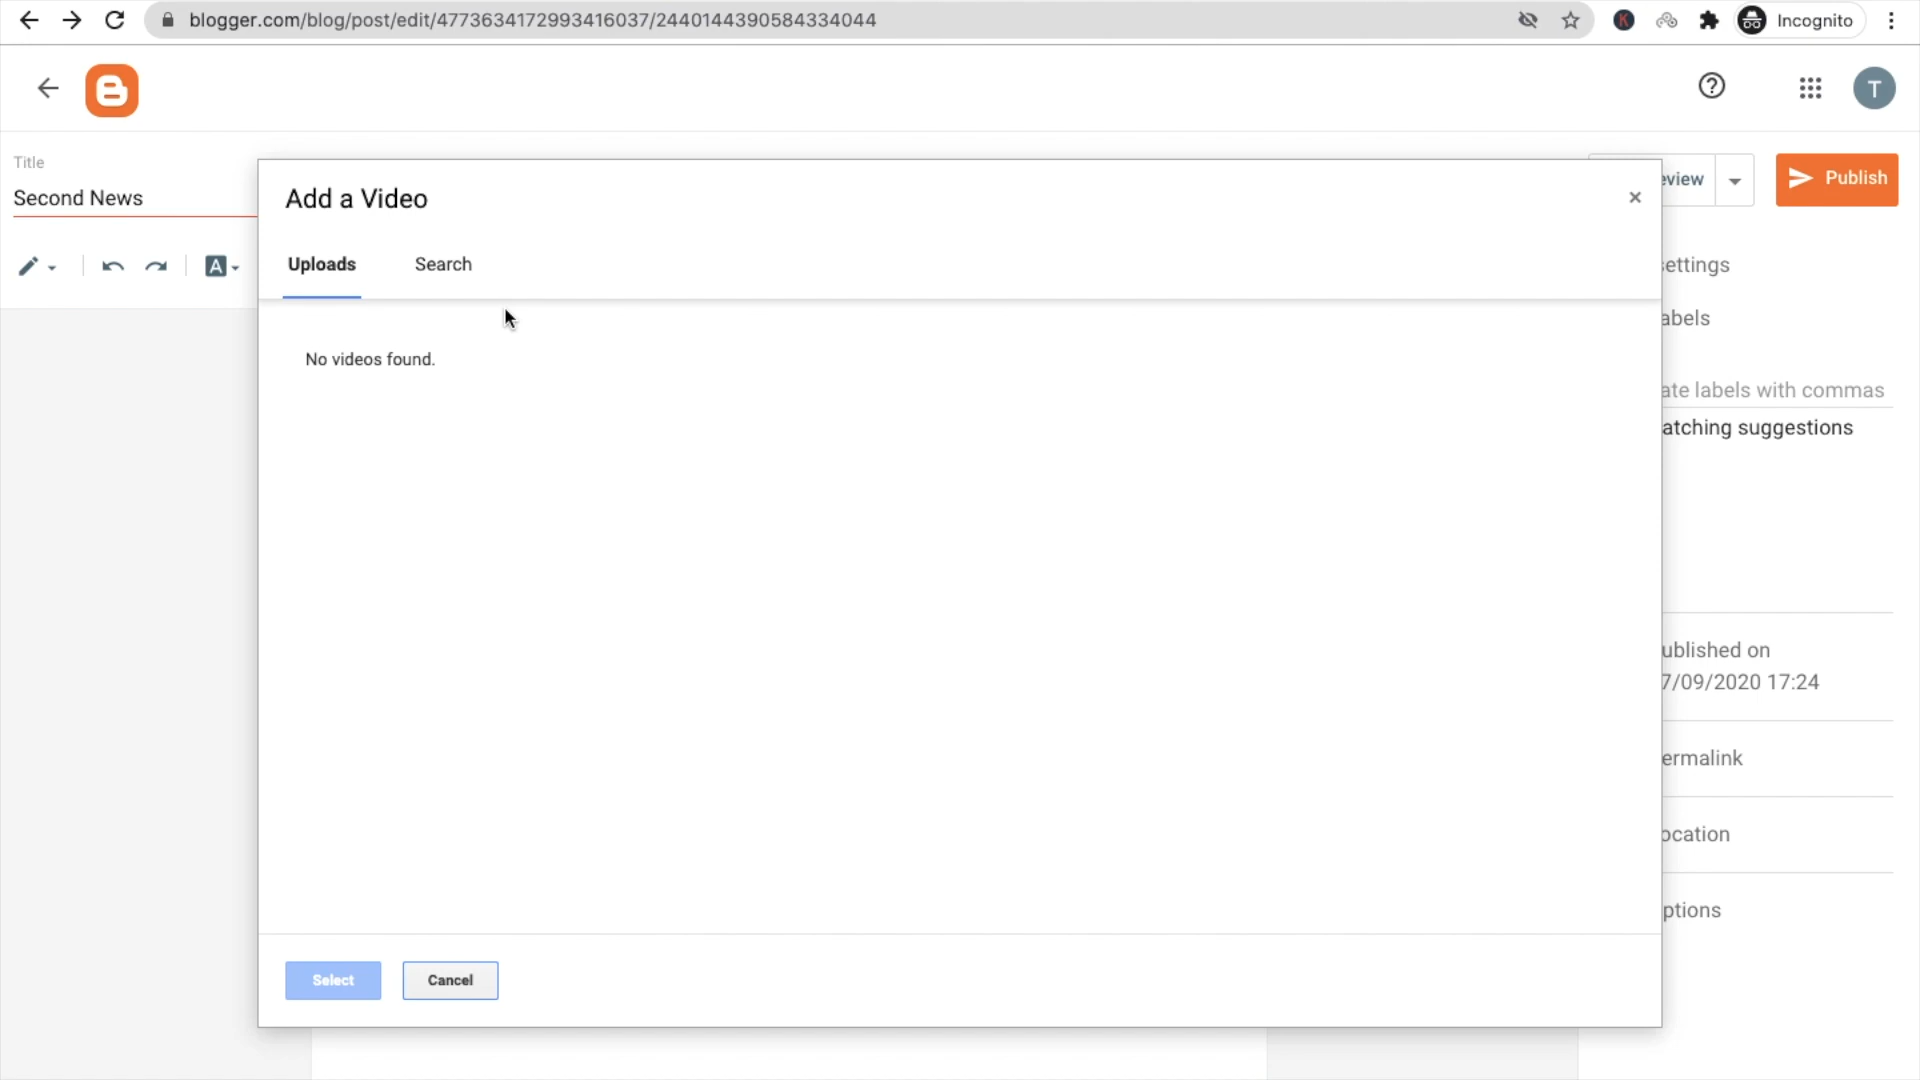 blogger.com/blog/post/edit/4773634172993416037/2440144390584334044
K
Incognito
T
Title
Second News
A
Add a Video
eview
Publish
Uploads
Search
ettings
abels
No videos found.
ate labels with commas
atching suggestions
ublished on
7/09/2020 17:24
ermalink
ocation
ptions
Select
Cancel